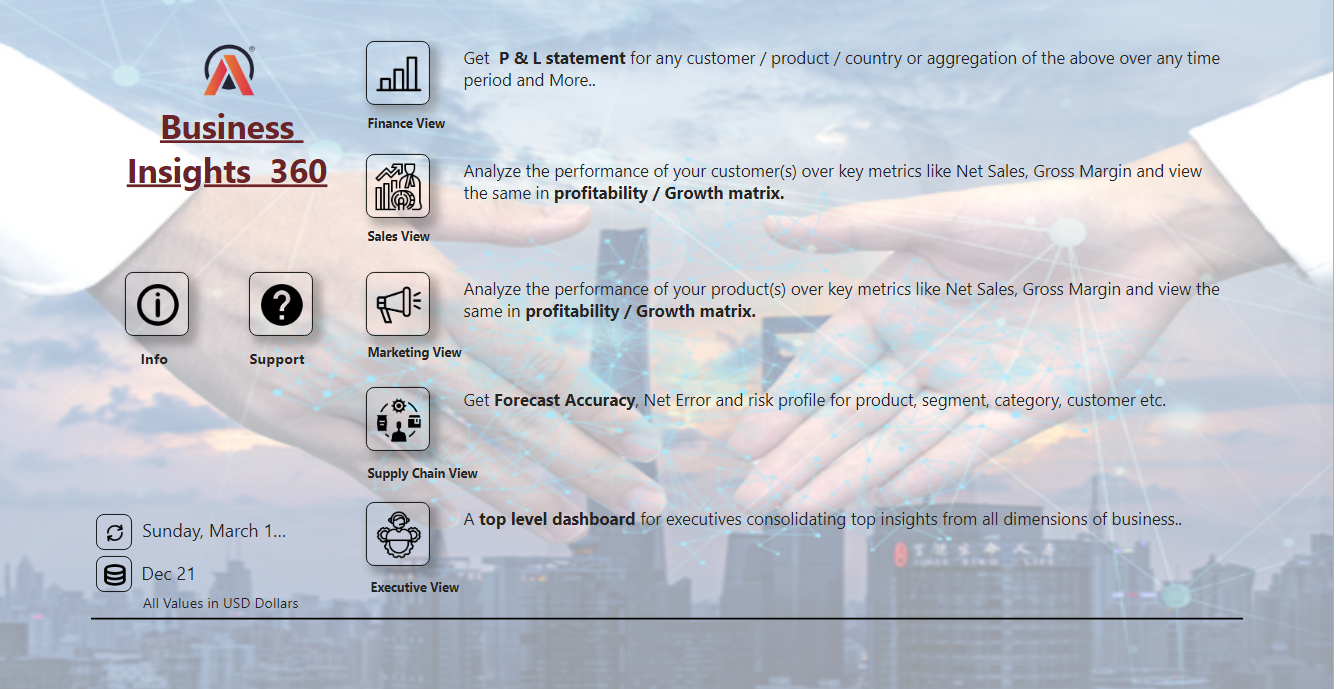 Business
Insights 360
Get P & L statement for any customer / product / country or aggregation of the above over any time
period and More..
Finance View
Analyze the performance of your customer(s) over key metrics like Net Sales, Gross Margin and view
the same in profitability / Growth matrix.
Sales View
Analyze the performance of your product(s) over key metrics like Net Sales, Gross Margin and view the
same in profitability / Growth matrix.
Info
Support
Marketing View
Get Forecast Accuracy, Net Error and risk profile for product, segment, category, customer etc.
Supply Chain View
A top level dashboard for executives consolidating top insights from all dimensions of business..
Executive View
Sunday, March 1...
Dec 21
All Values in USD Dollars